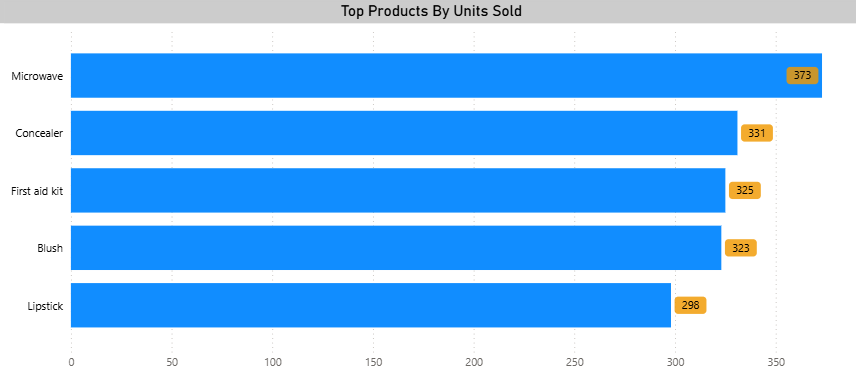 Top Products By Units Sold
Microwave 373
Concealer 331
First aid kit 325
Blush 323
Lipstick 298
0 50 100 150 200 250 300 350